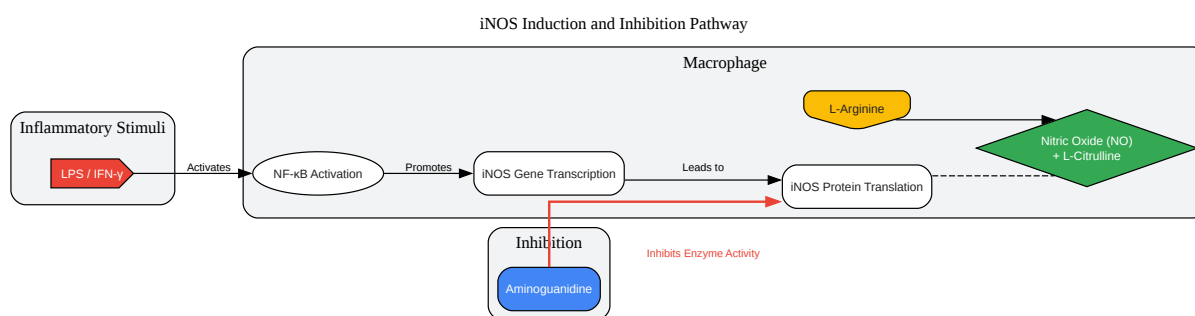 iNOS Induction and Inhibition Pathway
Macrophage
Inflammatory Stimuli
LPS / IFN-γ
Activates
NF-κB Activation
Promotes
iNOS Gene Transcription
Leads to
iNOS Protein Translation
L-Arginine
Nitric Oxide (NO)
+ L-Citrulline
Inhibition
Aminoguanidine
Inhibits Enzyme Activity